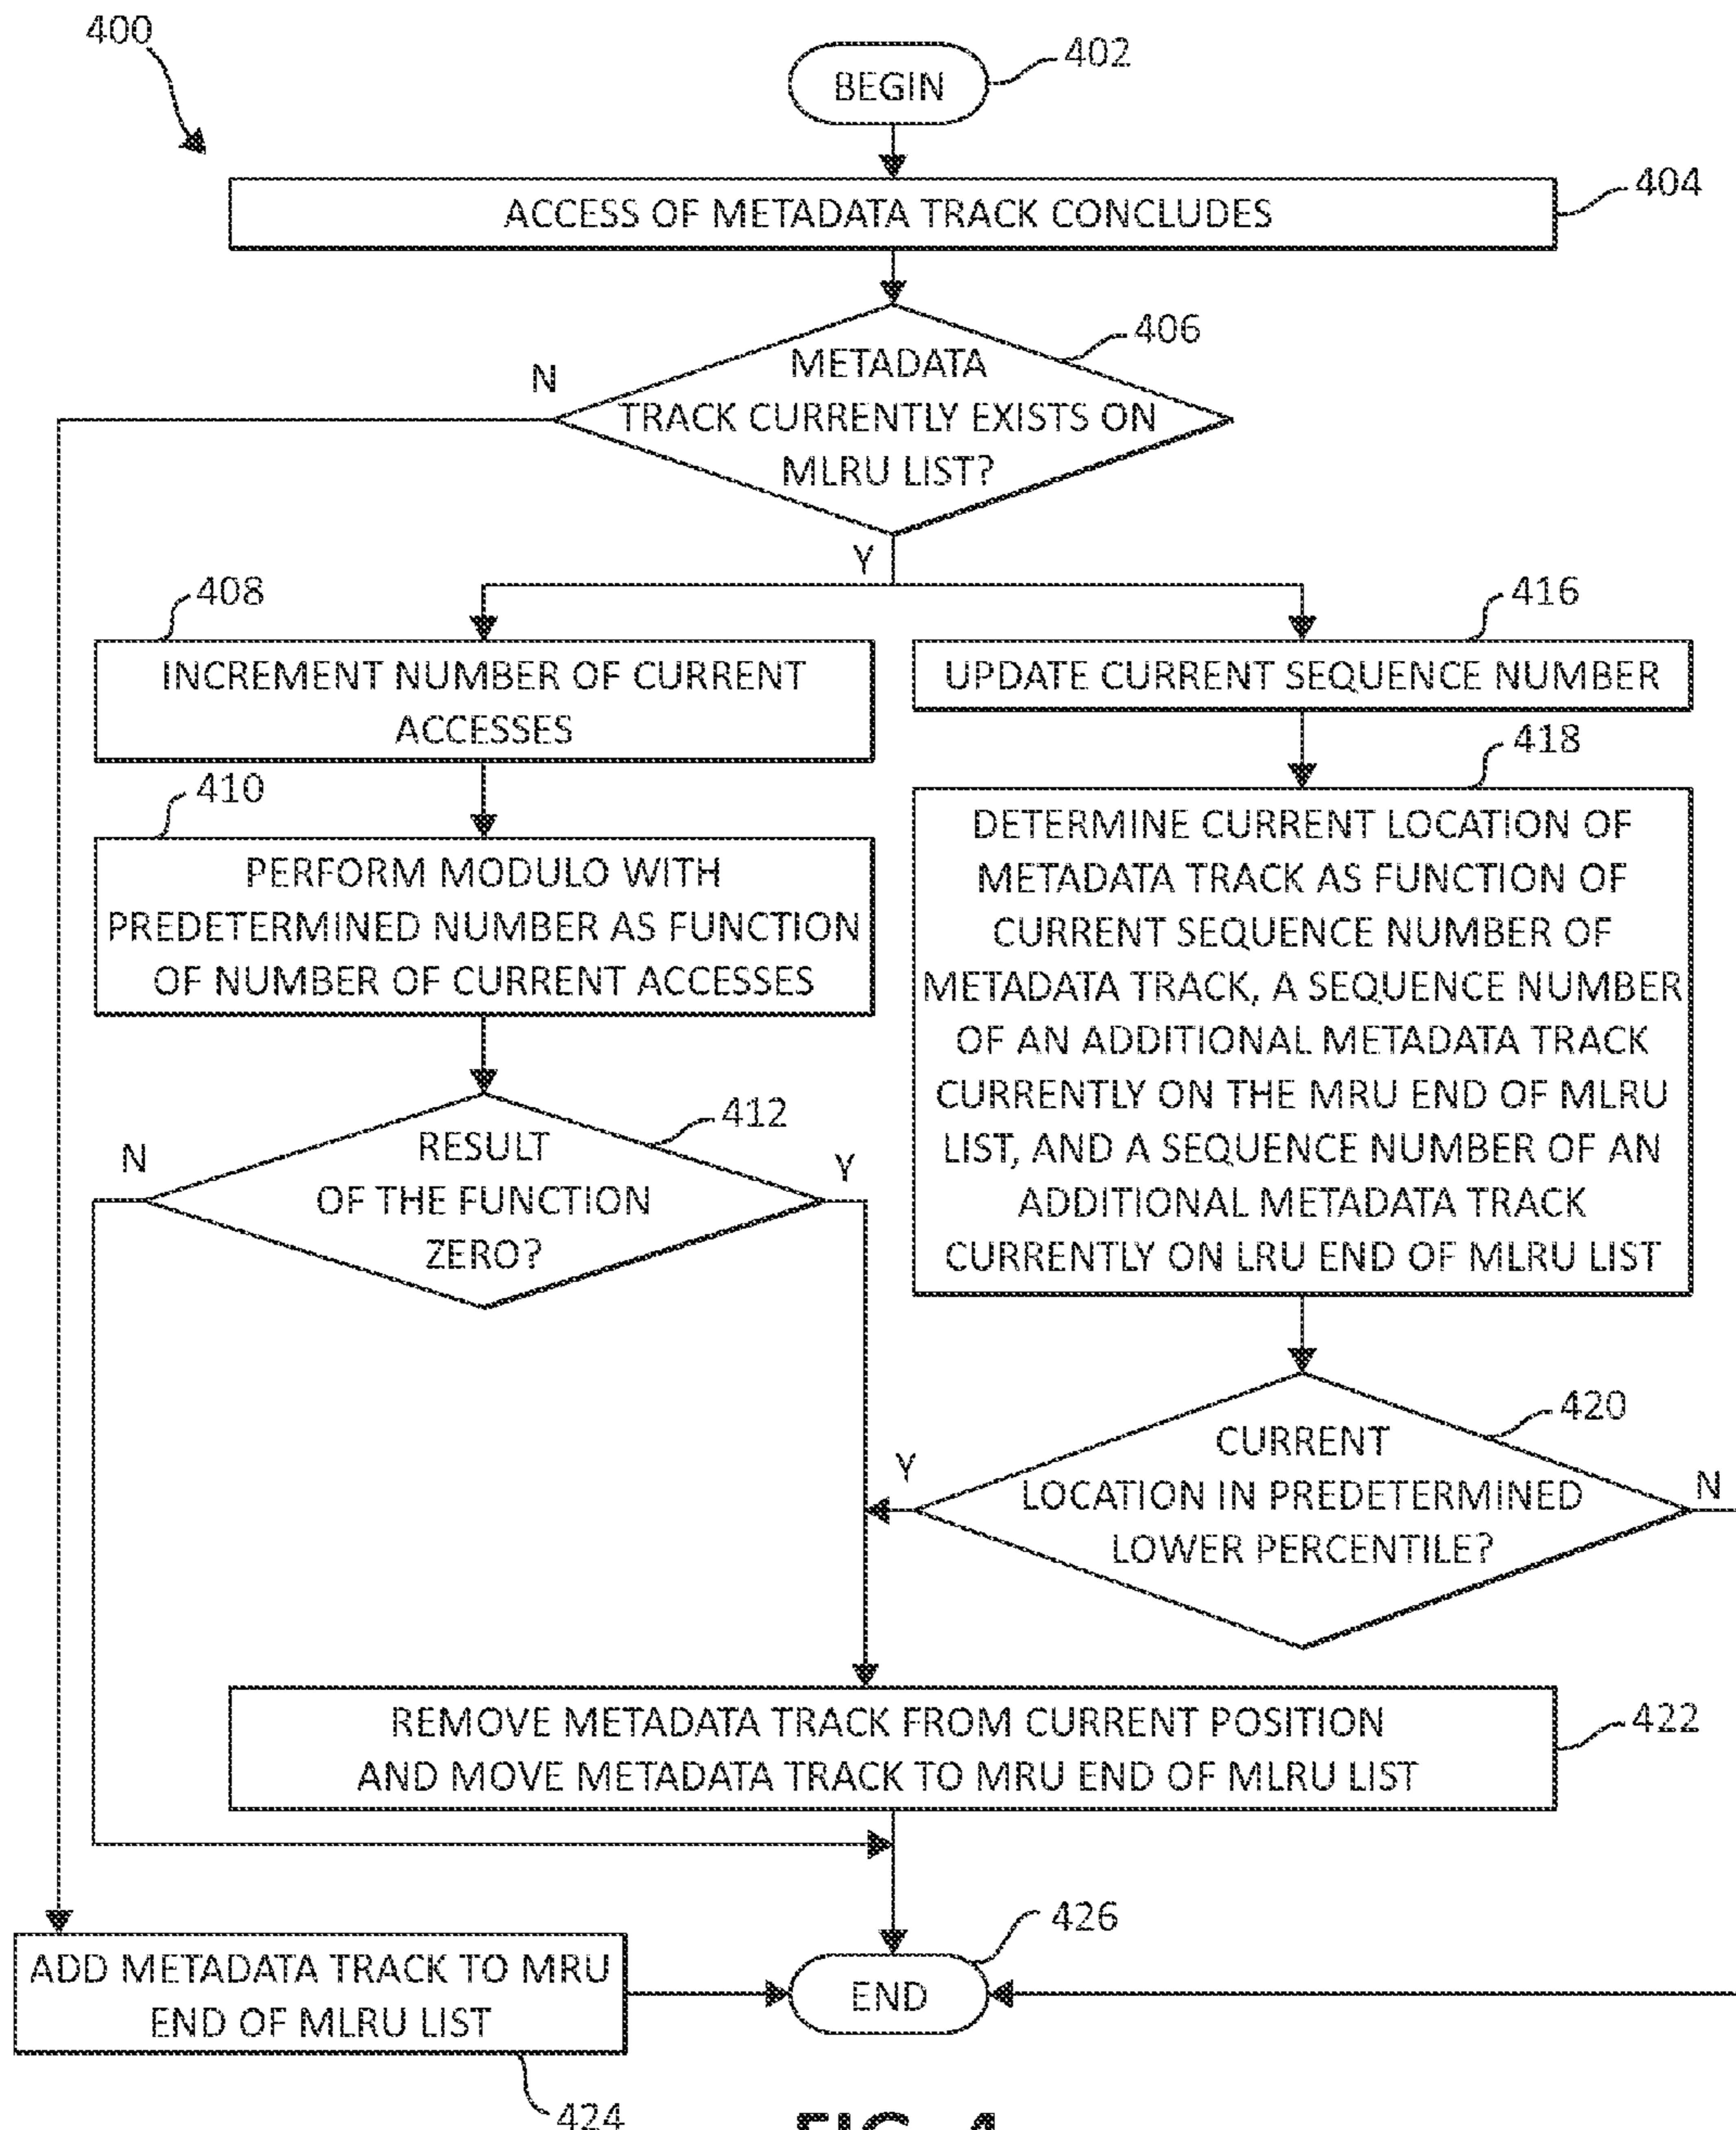 400
BEGIN
402
ACCESS OF METADATA TRACK CONCLUDES
404
METADATA
TRACK CURRENTLY EXISTS ON
MLRU LIST?
406
N
Y
408
INCREMENT NUMBER OF CURRENT
ACCESSES
410
PERFORM MODULO WITH
PREDETERMINED NUMBER AS FUNCTION
OF NUMBER OF CURRENT ACCESSES
412
RESULT
OF THE FUNCTION
ZERO?
N
Y
416
UPDATE CURRENT SEQUENCE NUMBER
418
DETERMINE CURRENT LOCATION OF
METADATA TRACK AS FUNCTION OF
CURRENT SEQUENCE NUMBER OF
METADATA TRACK, A SEQUENCE NUMBER
OF AN ADDITIONAL METADATA TRACK
CURRENTLY ON THE MRU END OF MLRU
LIST, AND A SEQUENCE NUMBER OF AN
ADDITIONAL METADATA TRACK
CURRENTLY ON LRU END OF MLRU LIST
420
CURRENT
LOCATION IN PREDETERMINED
LOWER PERCENTILE?
Y
N
REMOVE METADATA TRACK FROM CURRENT POSITION
AND MOVE METADATA TRACK TO MRU END OF MLRU LIST
422
ADD METADATA TRACK TO MRU
END OF MLRU LIST
424
END
426
FIG. 4